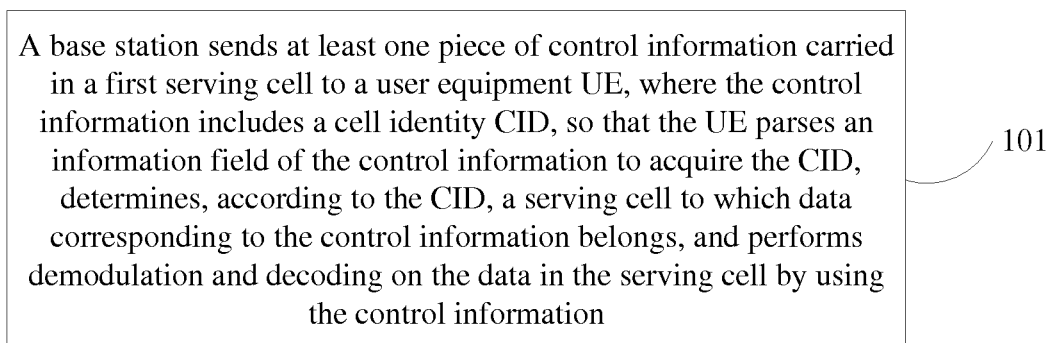 A base station sends at least one piece of control information carried
in a first serving cell to a user equipment UE, where the control
information includes a cell identity CID, so that the UE parses an
information field of the control information to acquire the CID,
determines, according to the CID, a serving cell to which data
corresponding to the control information belongs, and performs
demodulation and decoding on the data in the serving cell by using
the control information
101